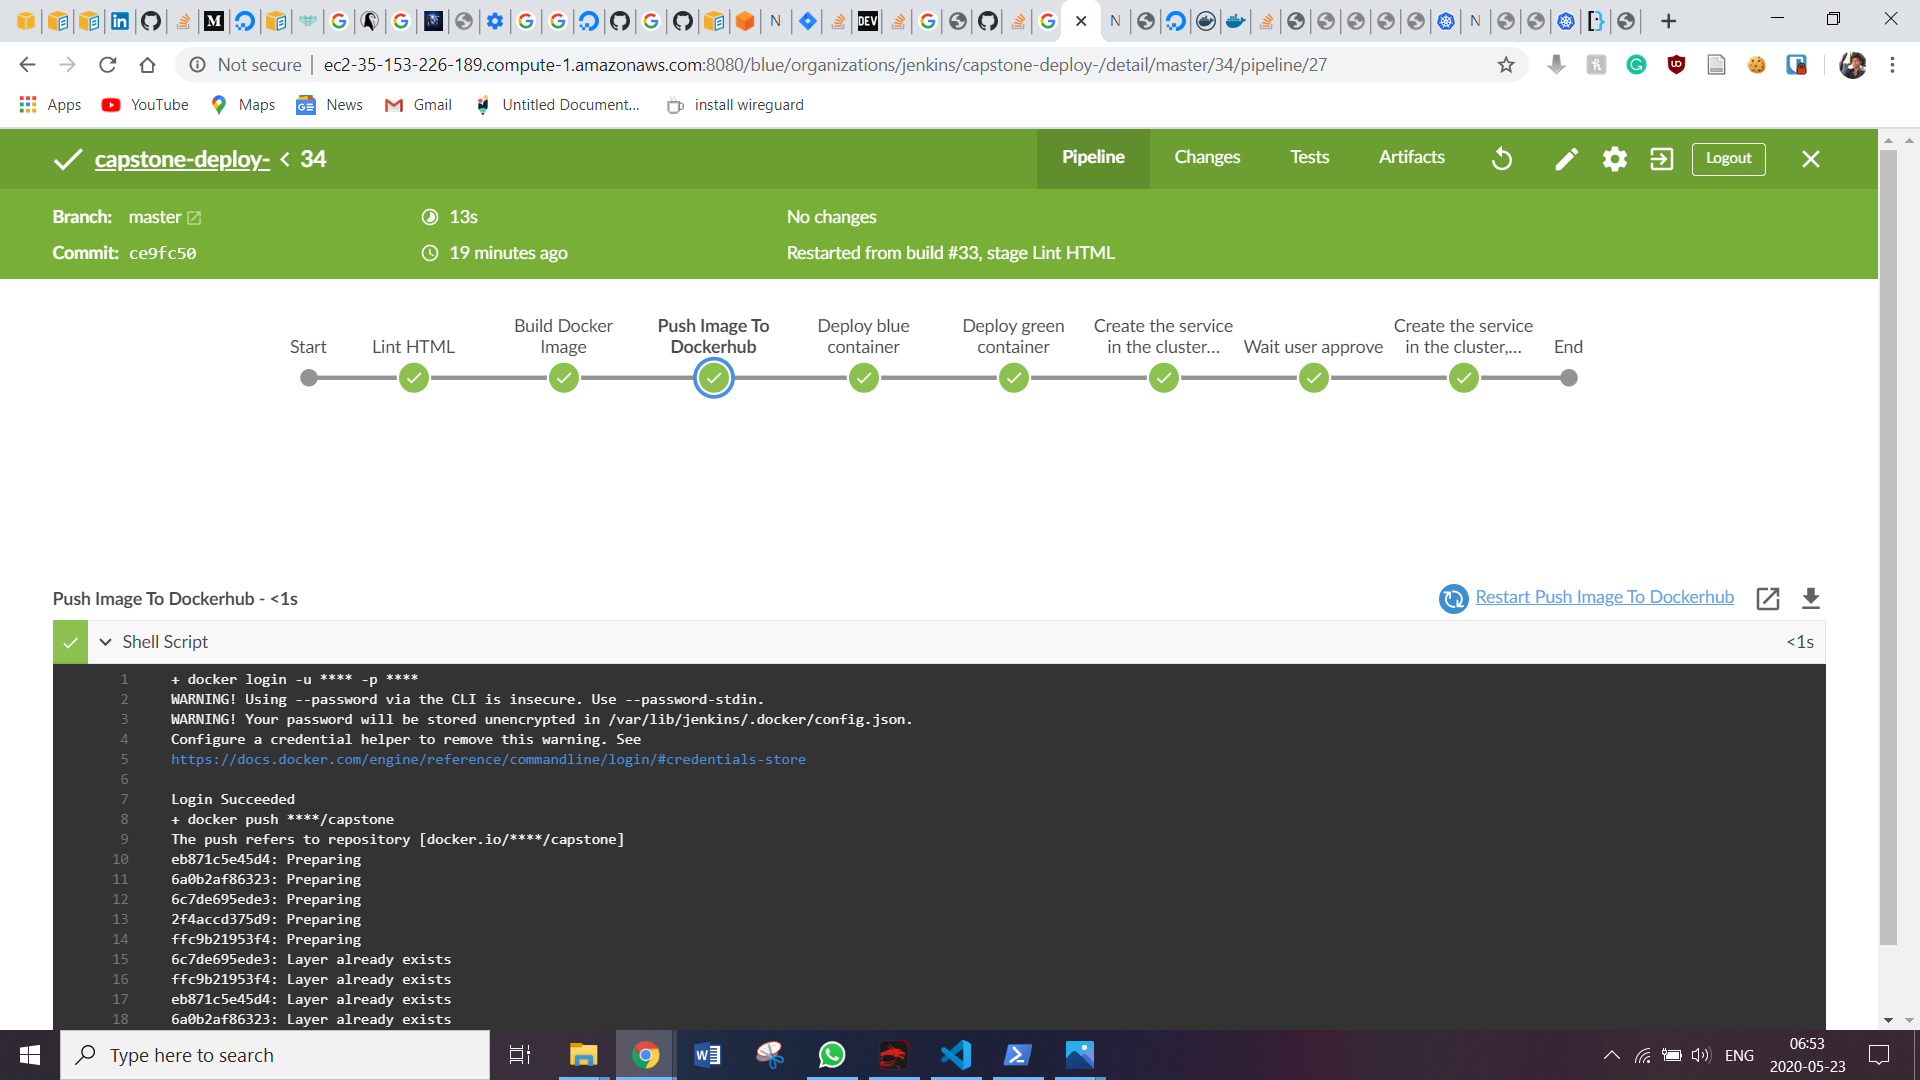 Not secure | ec2-35-153-226-189.compute-1.amazonaws.com:8080/blue/organizations/jenkins/capstone-deploy-/detail/master/34/pipeline/27
Apps YouTube Maps News Gmail Untitled Document... install wireguard
capstone-deploy- < 34 Pipeline Changes Tests Artifacts Logout
Branch: master 13s No changes
Commit: ce9fc50 19 minutes ago Restarted from build #33, stage Lint HTML
Start
Lint HTML
Build Docker
Image
Push Image To
Dockerhub
Deploy blue
container
Deploy green
container
Create the service
in the cluster...
Wait user approve
Create the service
in the cluster,...
End
Push Image To Dockerhub - <1s Restart Push Image To Dockerhub
Shell Script <1s
1 + docker login -u **** -p ****
2 WARNING! Using --password via the CLI is insecure. Use --password-stdin.
3 WARNING! Your password will be stored unencrypted in /var/lib/jenkins/.docker/config.json.
4 Configure a credential helper to remove this warning. See
5 https://docs.docker.com/engine/reference/commandline/login/#credentials-store
6
7 Login Succeeded
8 + docker push ****/capstone
9 The push refers to repository [docker.io/****/capstone]
10 eb871c5e45d4: Preparing
11 6a0b2af86323: Preparing
12 6c7de695ede3: Preparing
13 2f4accd375d9: Preparing
14 ffc9b21953f4: Preparing
15 6c7de695ede3: Layer already exists
16 ffc9b21953f4: Layer already exists
17 eb871c5e45d4: Layer already exists
18 6a0b2af86323: Layer already exists
Type here to search
ENG
06:53
2020-05-23